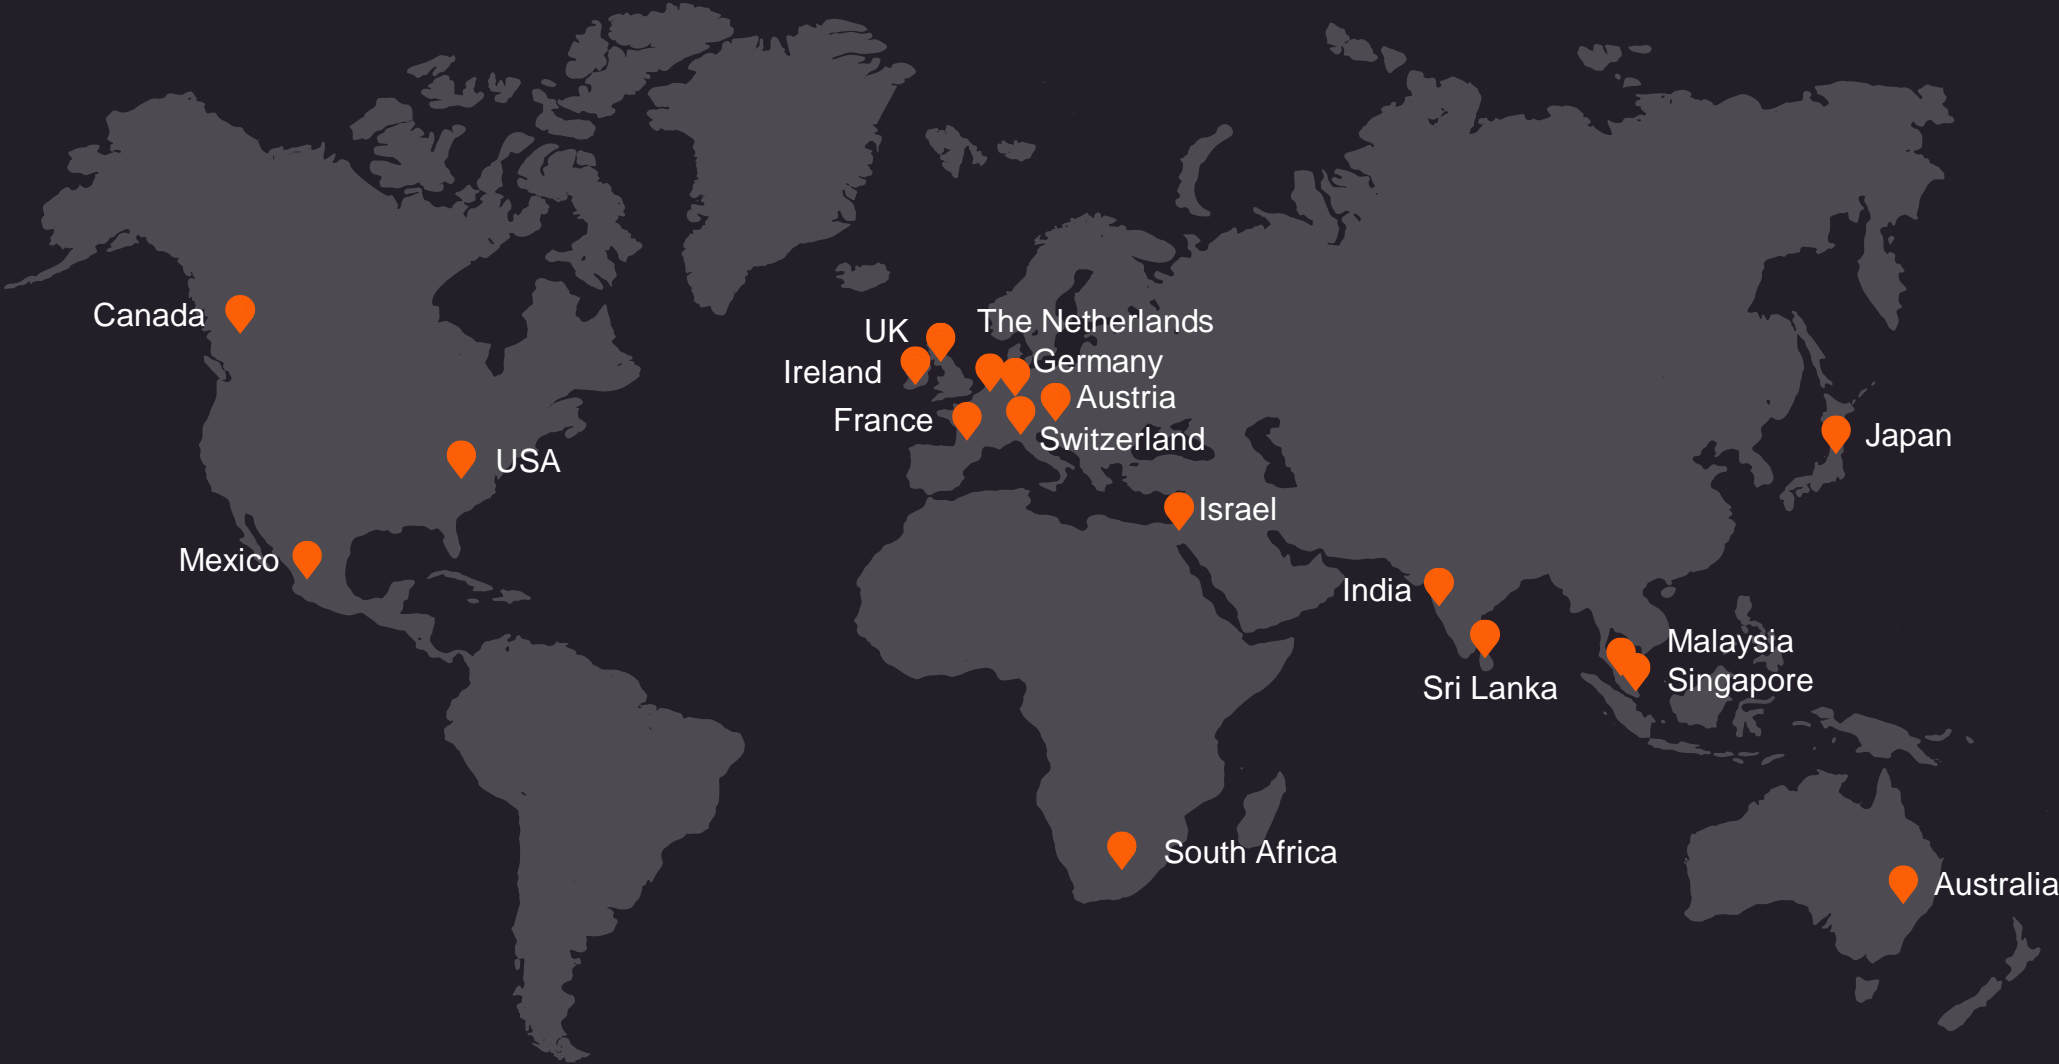 Canada
UK
The Netherlands
Ireland
Germany
Austria
France
Switzerland
Japan
USA
Israel
Mexico
India
Malaysia
Singapore
Sri Lanka
South Africa
Australia